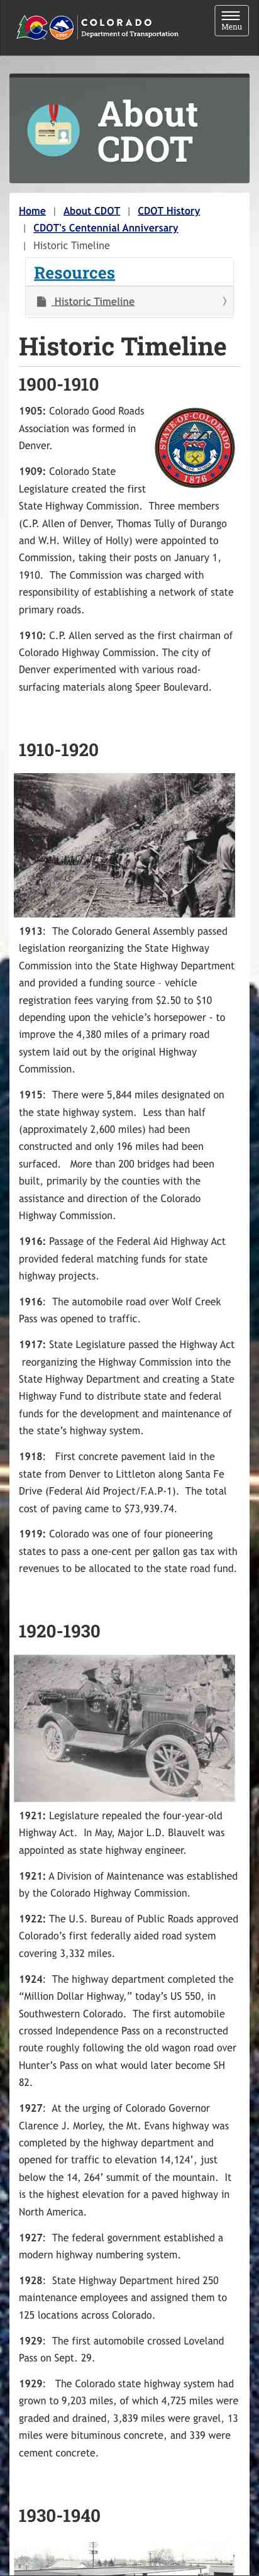 COLORADO
Department of Transportation
Menu
About
CDOT
Home | About CDOT | CDOT History
| CDOT's Centennial Anniversary
| Historic Timeline
Resources
Historic Timeline
Historic Timeline
1900-1910
1905: Colorado Good Roads
Association was formed in
Denver.
STATE OF COLORADO
1876
1909: Colorado State
Legislature created the first
State Highway Commission. Three members
(C.P. Allen of Denver, Thomas Tully of Durango
and W.H. Willey of Holly) were appointed to
Commission, taking their posts on January 1,
1910. The Commission was charged with
responsibility of establishing a network of state
primary roads.
1910: C.P. Allen served as the first chairman of
Colorado Highway Commission. The city of
Denver experimented with various road-
surfacing materials along Speer Boulevard.
1910-1920
1913: The Colorado General Assembly passed
legislation reorganizing the State Highway
Commission into the State Highway Department
and provided a funding source – vehicle
registration fees varying from $2.50 to $10
depending upon the vehicle’s horsepower - to
improve the 4,380 miles of a primary road
system laid out by the original Highway
Commission.
1915: There were 5,844 miles designated on
the state highway system. Less than half
(approximately 2,600 miles) had been
constructed and only 196 miles had been
surfaced. More than 200 bridges had been
built, primarily by the counties with the
assistance and direction of the Colorado
Highway Commission.
1916: Passage of the Federal Aid Highway Act
provided federal matching funds for state
highway projects.
1916: The automobile road over Wolf Creek
Pass was opened to traffic.
1917: State Legislature passed the Highway Act
reorganizing the Highway Commission into the
State Highway Department and creating a State
Highway Fund to distribute state and federal
funds for the development and maintenance of
the state’s highway system.
1918: First concrete pavement laid in the
state from Denver to Littleton along Santa Fe
Drive (Federal Aid Project/F.A.P-1). The total
cost of paving came to $73,939.74.
1919: Colorado was one of four pioneering
states to pass a one-cent per gallon gas tax with
revenues to be allocated to the state road fund.
1920-1930
1921: Legislature repealed the four-year-old
Highway Act. In May, Major L.D. Blauvelt was
appointed as state highway engineer.
1921: A Division of Maintenance was established
by the Colorado Highway Commission.
1922: The U.S. Bureau of Public Roads approved
Colorado’s first federally aided road system
covering 3,332 miles.
1924: The highway department completed the
“Million Dollar Highway,” today’s US 550, in
Southwestern Colorado. The first automobile
crossed Independence Pass on a reconstructed
route roughly following the old wagon road over
Hunter’s Pass on what would later become SH
82.
1927: At the urging of Colorado Governor
Clarence J. Morley, the Mt. Evans highway was
completed by the highway department and
opened for traffic to elevation 14,124’, just
below the 14, 264’ summit of the mountain. It
is the highest elevation for a paved highway in
North America.
1927: The federal government established a
modern highway numbering system.
1928: State Highway Department hired 250
maintenance employees and assigned them to
125 locations across Colorado.
1929: The first automobile crossed Loveland
Pass on Sept. 29.
1929: The Colorado state highway system had
grown to 9,203 miles, of which 4,725 miles were
graded and drained, 3,839 miles were gravel, 13
miles were bituminous concrete, and 339 were
cement concrete.
1930-1940